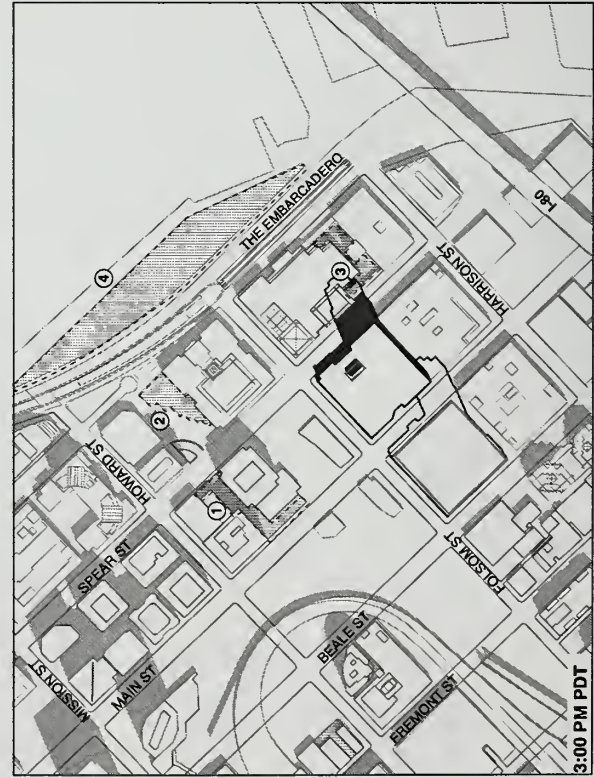 4
THE EMBARCADERO
3
2
HOWARD ST
1
SPEAR ST
MISSION ST
MAIN ST
HARRISON ST
I-80
FOLSOM ST
BEALE ST
FREMONT ST
3:00 PM PDT